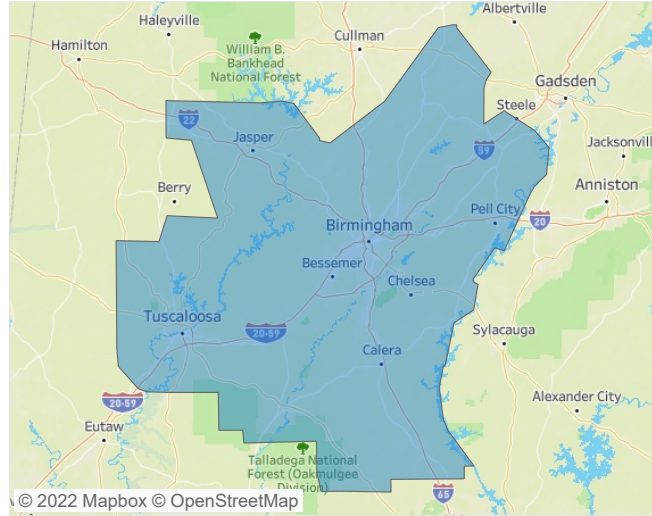 Albertville
Haleyville
Cullman
Hamilton
William B.
Bankhead
National Forest
Gadsden
Steele
22
Jasper
59
Jacksonville
Berry
Anniston
Pell City
20
Birmingham
Bessemer
Chelsea
Tuscaloosa
20-59
Sylacauga
Calera
Alexander City
20-59
Eutaw
Talladega National
Forest (Oakmulgee
Division)
65
© 2022 Mapbox © OpenStreetMap